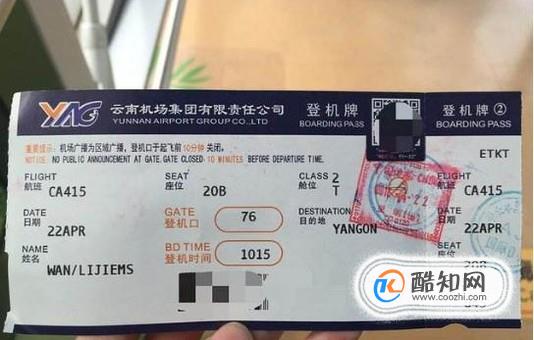 YAG 云南机场集团有限责任公司
YUNNAN AIRPORT GROUP CO.,LTD
登机牌
BOARDING PASS
登机牌②
BOARDING PASS
重要提示：机场广播为区域广播，登机口于起飞前10分钟关闭。
NOTICE: NO PUBLIC ANNOUNCEMENT AT GATE.GATE CLOSED 10 MINUTES BEFORE DEPARTURE TIME.
ETKT
FLIGHT
航班 CA415
SEAT
座位 20B
CLASS 2
舱位 T
FLIGHT
航班 CA415
DATE
日期 22APR
GATE
登机口 76
DESTINATION
目的地 YANGON
DATE
日期 22APR
NAME
姓名 WAN/LIJIEMS
BD TIME
登机时间 1015
SEAT
座位 20B
酷知网
www.coozhi.com